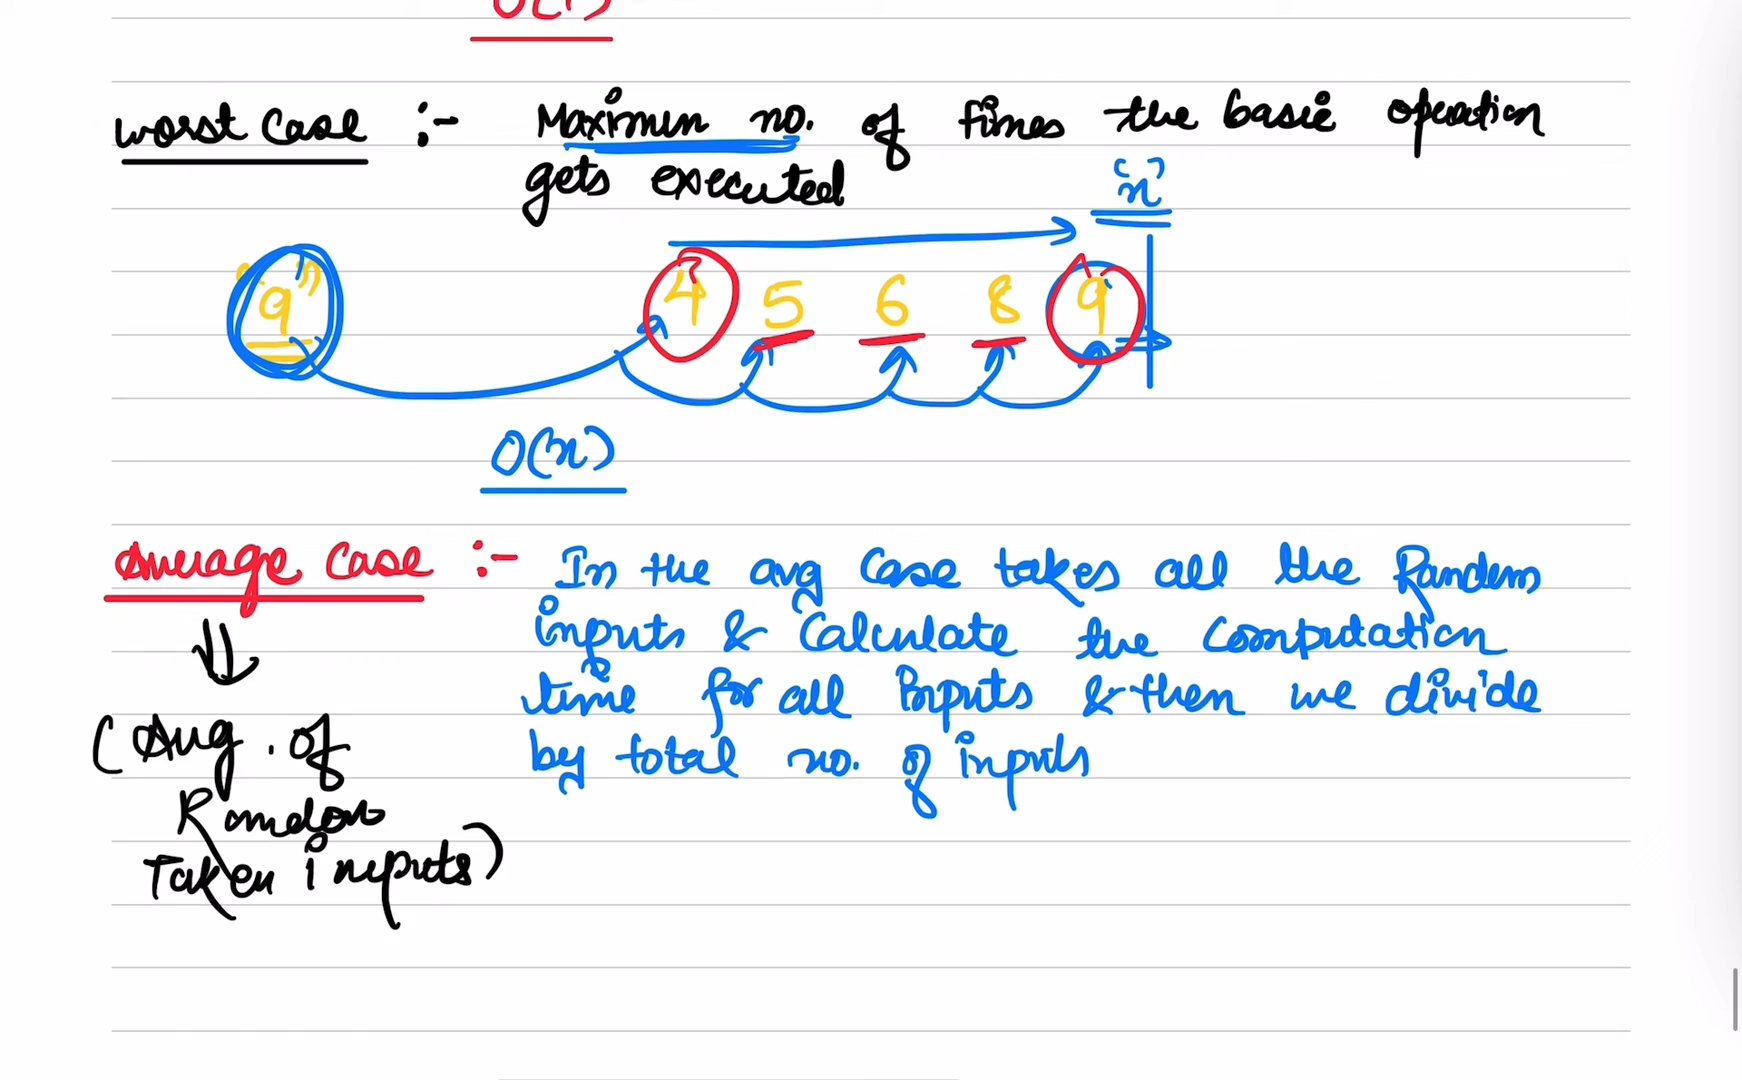 O(1)
Worst Case :- Maximum no. of times the basic operation
gets executed
"n"
"9" 4 5 6 8 9
O(n)
Average Case :- In the avg Case takes all the Random
inputs & Calculate the Computation
time for all Inputs & then we divide
by total no. of inputs
(Avg. of
Random
Taken inputs)